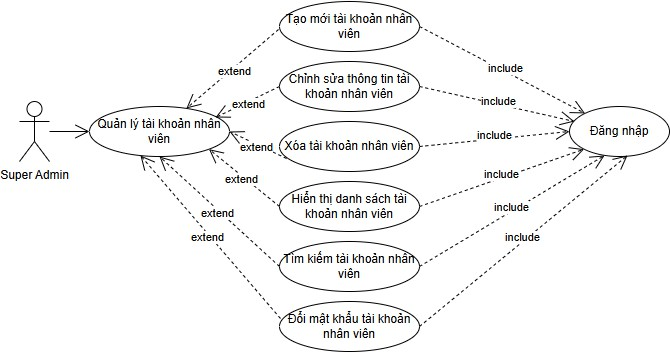 Tạo mới tài khoản nhân
viên
extend
include
Chỉnh sửa thông tin tải
khoản nhân viên
extend
include
Quản lý tài khoản nhân
viên
Xóa tài khoản nhân viên
extend
include
Đăng nhập
Super Admin
Hiển thị danh sách tài
khoản nhân viên
extend
include
Tìm kiếm tài khoản nhân
viên
extend
include
Đổi mật khẩu tài khoản
nhân viên
extend
include